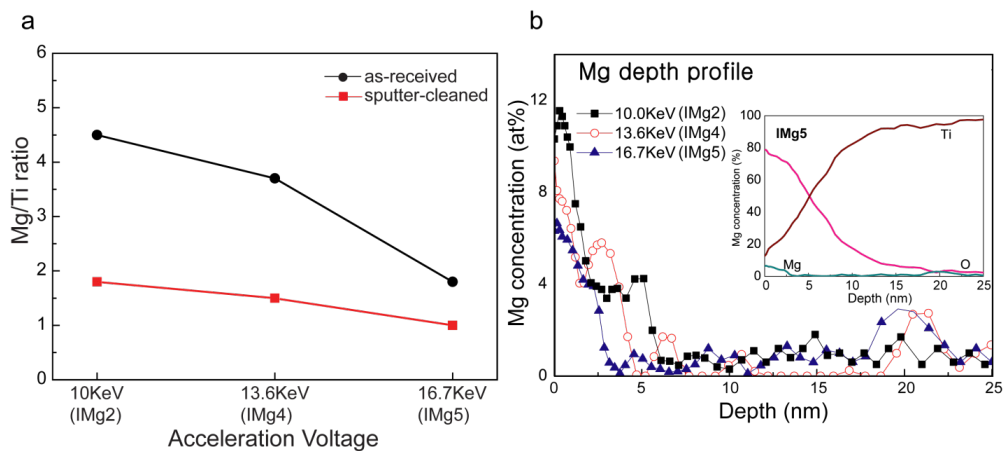 a
6
5
4
3
2
1
0
Mg/Ti ratio
as-received
sputter-cleaned
10KeV
(IMg2)
13.6KeV
(IMg4)
16.7KeV
(IMg5)
Acceleration Voltage
b
Mg depth profile
10.0KeV (IMg2)
13.6KeV (IMg4)
16.7KeV (IMg5)
12
8
4
0
Mg concentration (at%)
0.0 2.5 5 10 15 20 25
Depth (nm)
IMg5
Ti
Mg
O
100
80
60
40
20
0
Mg concentration (%)
0 5 10 15 20 25
Depth (nm)